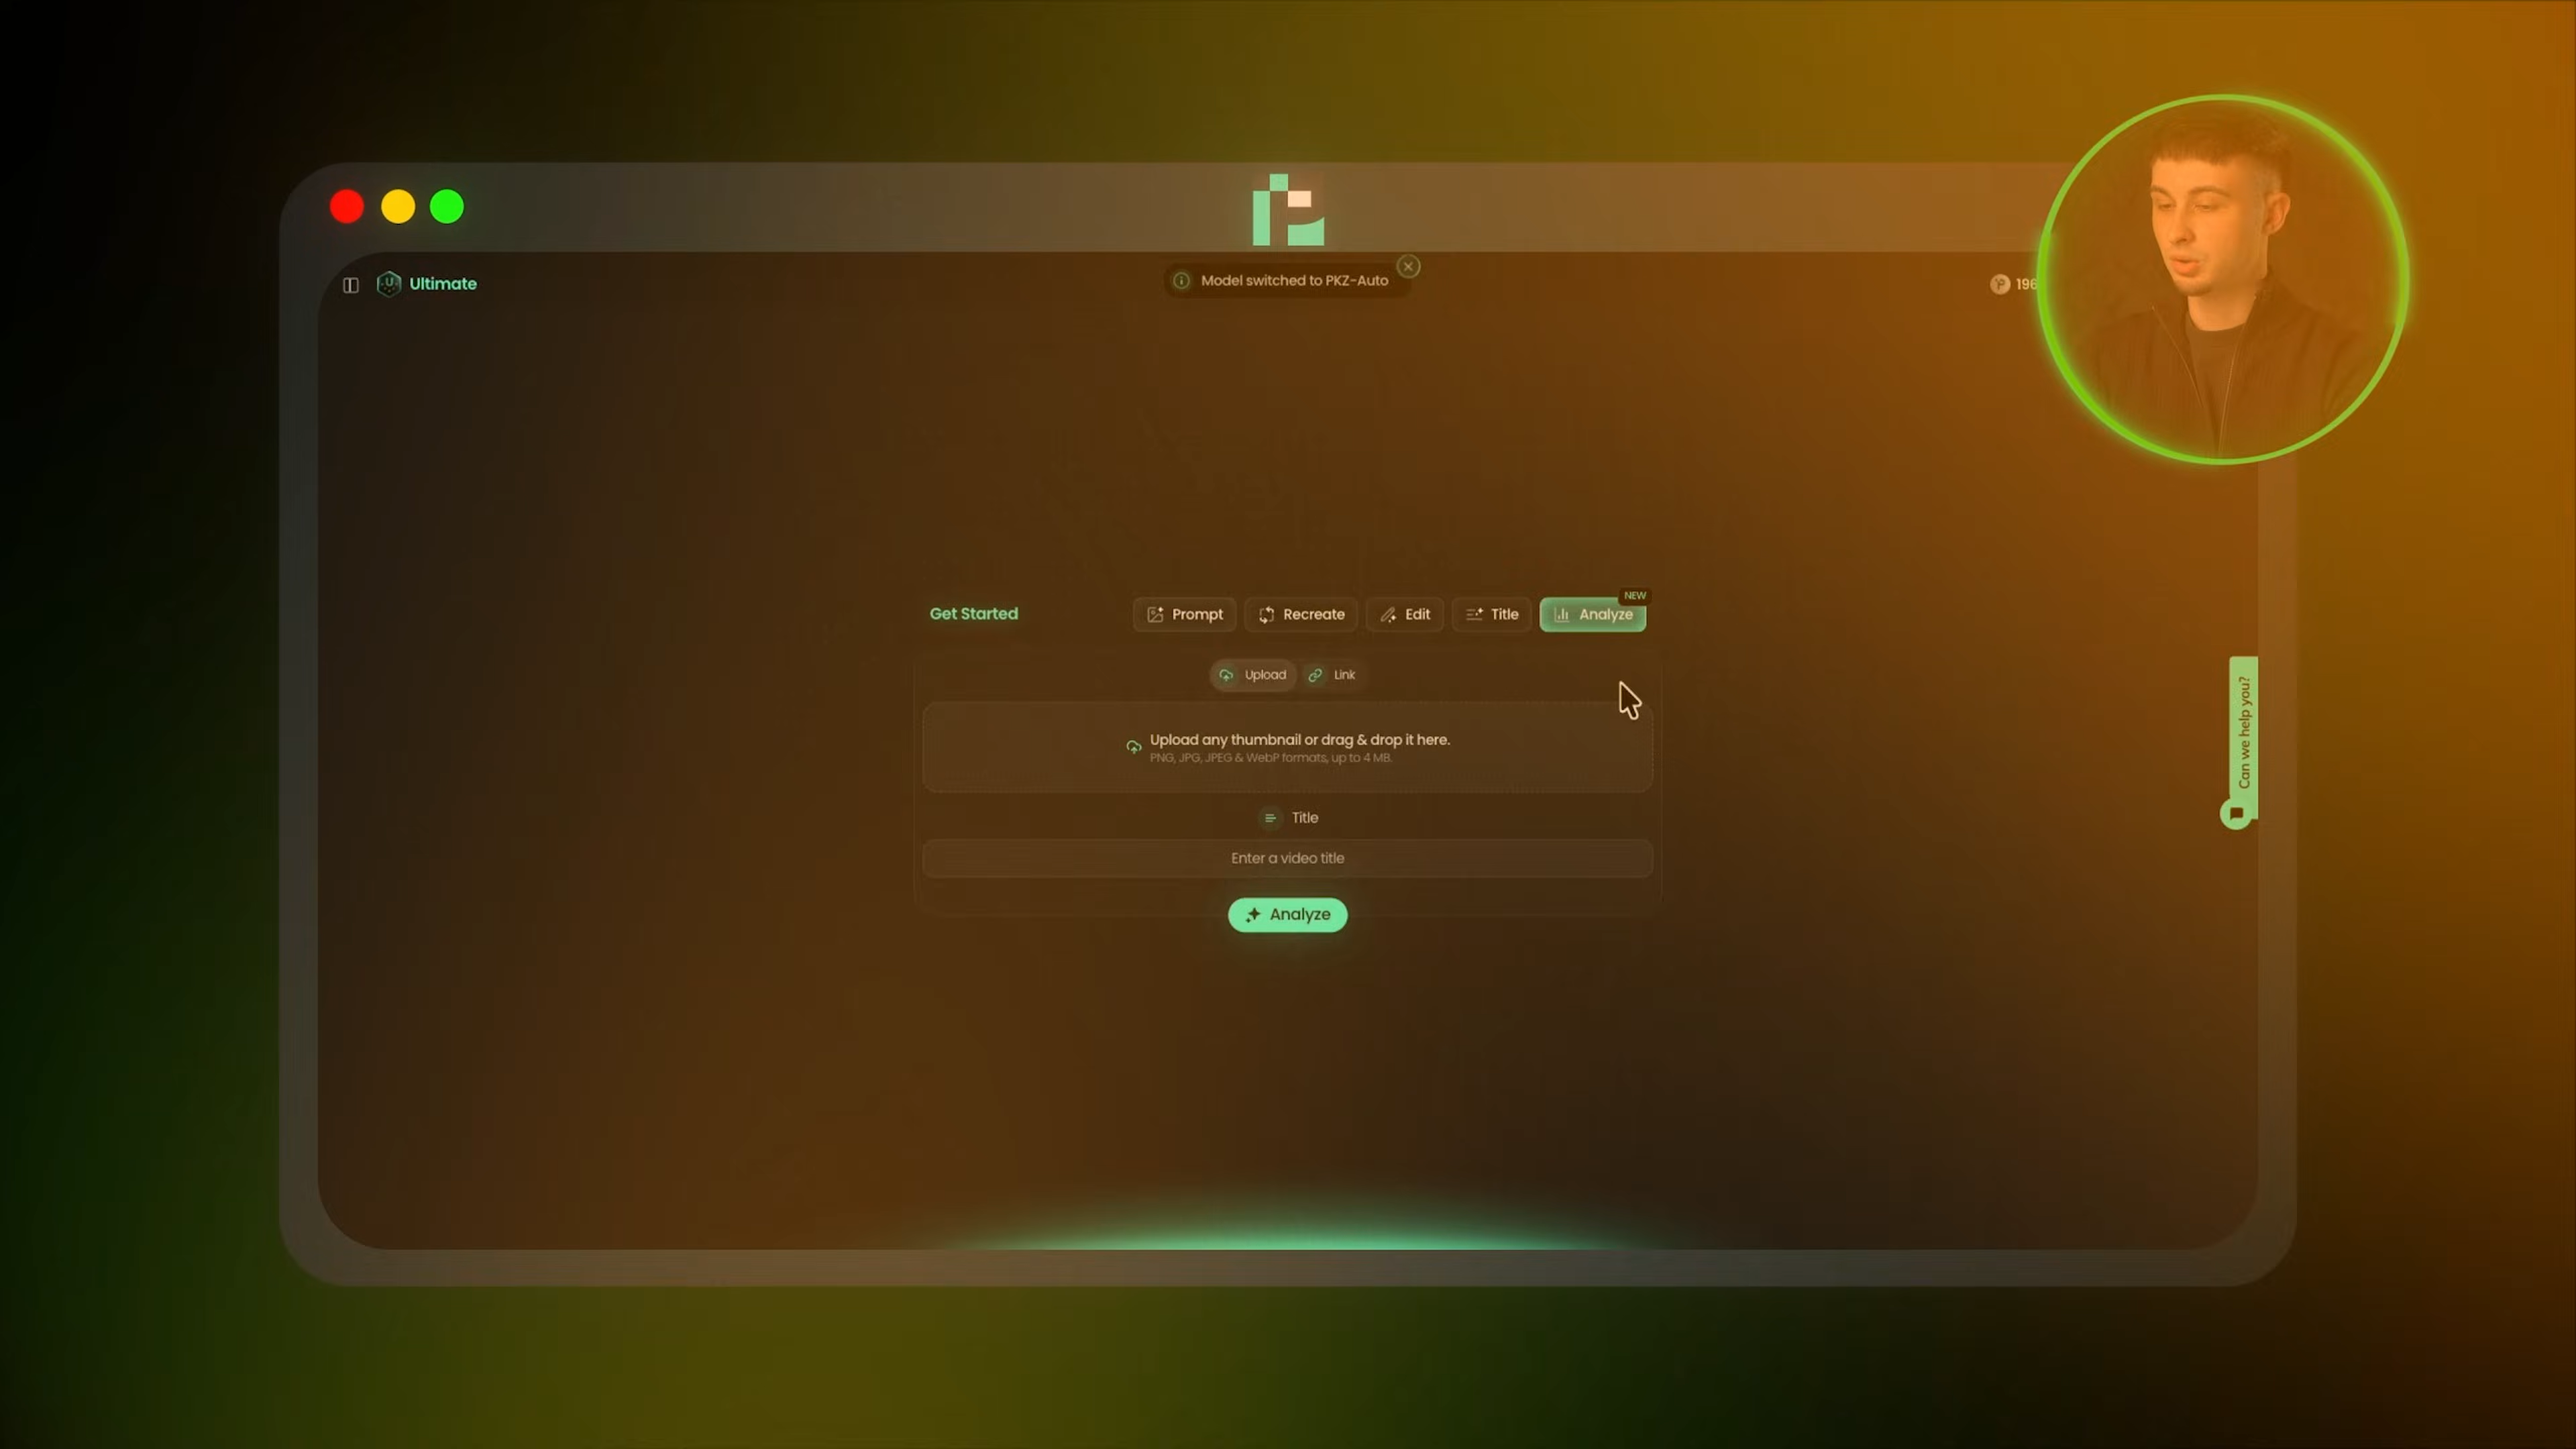 Ultimate
Model switched to PKZ-Auto
Get Started
Prompt
Recreate
Edit
Title
Analyze
NEW
Upload
Link
Upload any thumbnail or drag & drop it here.
PNG, JPG, JPEG & WebP formats, up to 4 MB.
Title
Enter a video title
Analyze
Can we help you?